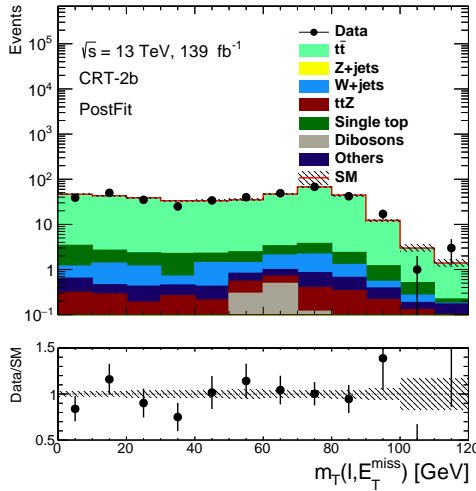 Events
10⁵
10⁴
10³
10²
10
1
10⁻¹
√s = 13 TeV, 139 fb⁻¹
CRT-2b
PostFit
Data
tt̄
Z+jets
W+jets
ttZ
Single top
Dibosons
Others
SM
Data/SM
1.5
1
0.5
0 20 40 60 80 100 120
m_T(l,E_T^miss) [GeV]